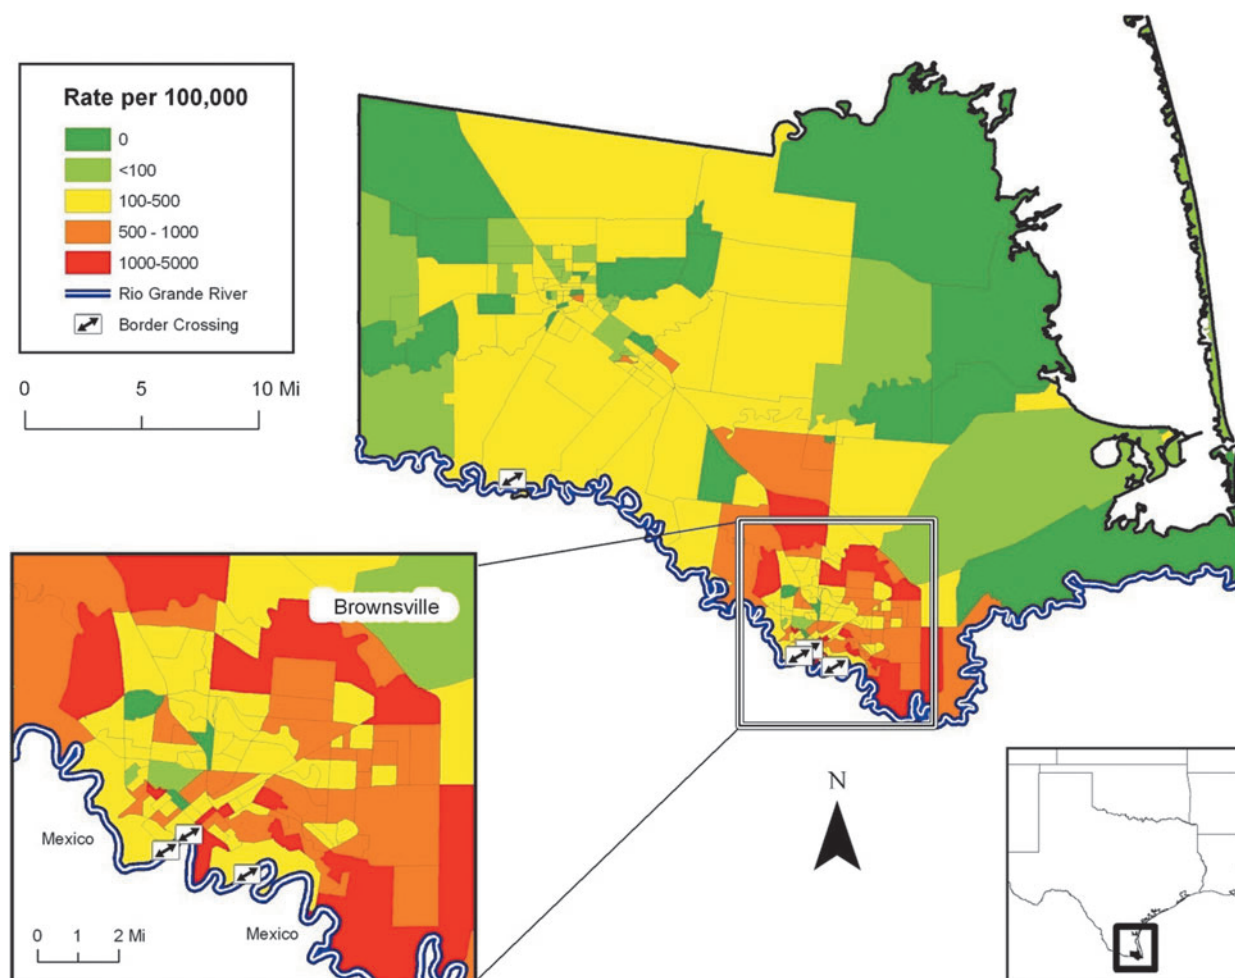 Rate per 100,000
0
<100
100-500
500 - 1000
1000-5000
Rio Grande River
Border Crossing
0 5 10 Mi
Brownsville
Mexico
Mexico
0 1 2 Mi
N